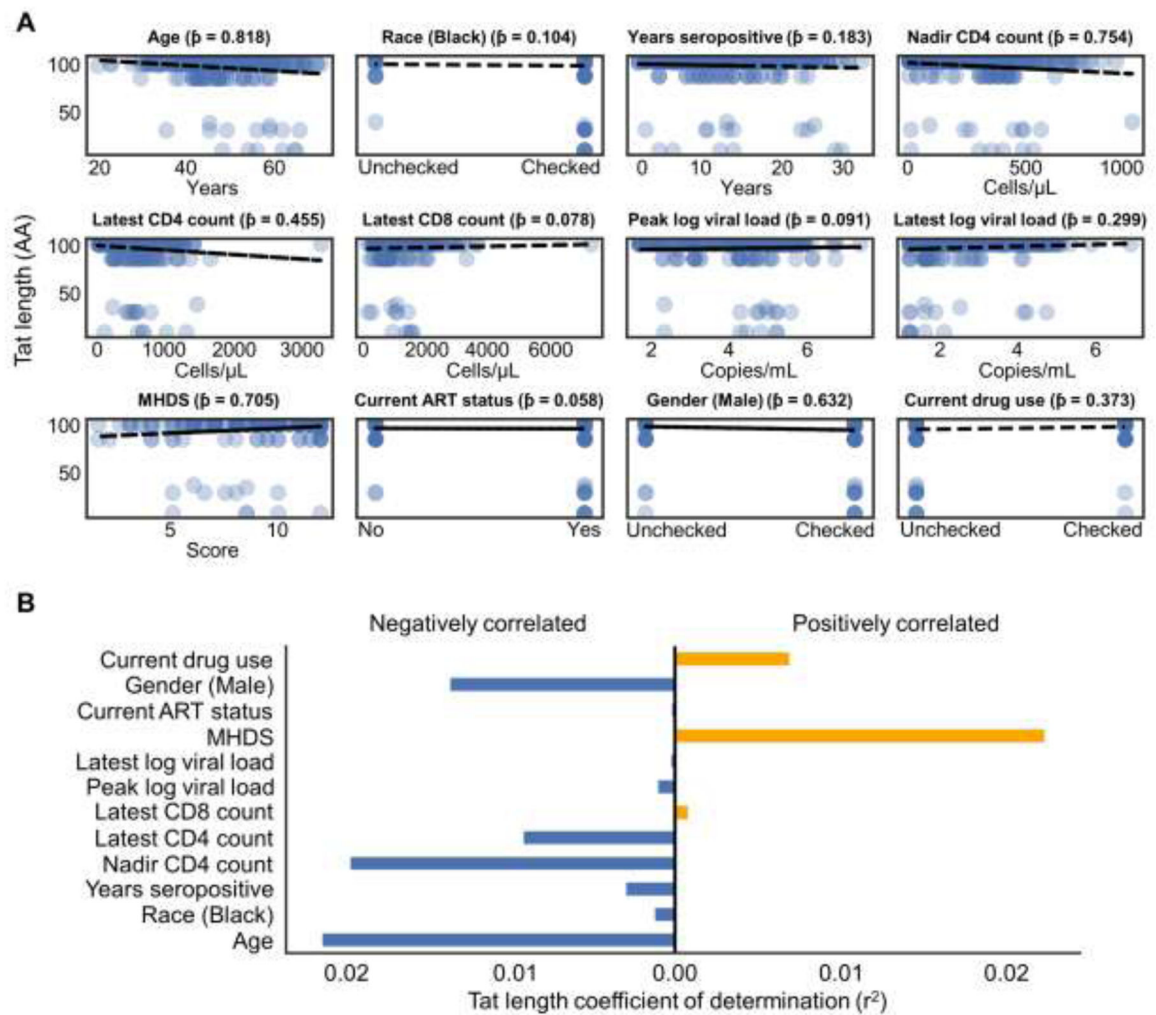 A
Age (ƥ = 0.818)
Race (Black) (ƥ = 0.104)
Years seropositive (ƥ = 0.183)
Nadir CD4 count (ƥ = 0.754)
100
50
20 40 60
Years
Unchecked Checked
0 10 20 30
Years
0 500 1000
Cells/µL
Tat length (AA)
Latest CD4 count (ƥ = 0.455)
Latest CD8 count (ƥ = 0.078)
Peak log viral load (ƥ = 0.091)
Latest log viral load (ƥ = 0.299)
100
50
0 1000 2000 3000
Cells/µL
0 2000 4000 6000
Cells/µL
2 4 6
Copies/mL
2 4 6
Copies/mL
MHDS (ƥ = 0.705)
Current ART status (ƥ = 0.058)
Gender (Male) (ƥ = 0.632)
Current drug use (ƥ = 0.373)
100
50
5 10
Score
No Yes
Unchecked Checked
Unchecked Checked
B
Negatively correlated Positively correlated
Current drug use
Gender (Male)
Current ART status
MHDS
Latest log viral load
Peak log viral load
Latest CD8 count
Latest CD4 count
Nadir CD4 count
Years seropositive
Race (Black)
Age
0.02 0.01 0.00 0.01 0.02
Tat length coefficient of determination (r²)